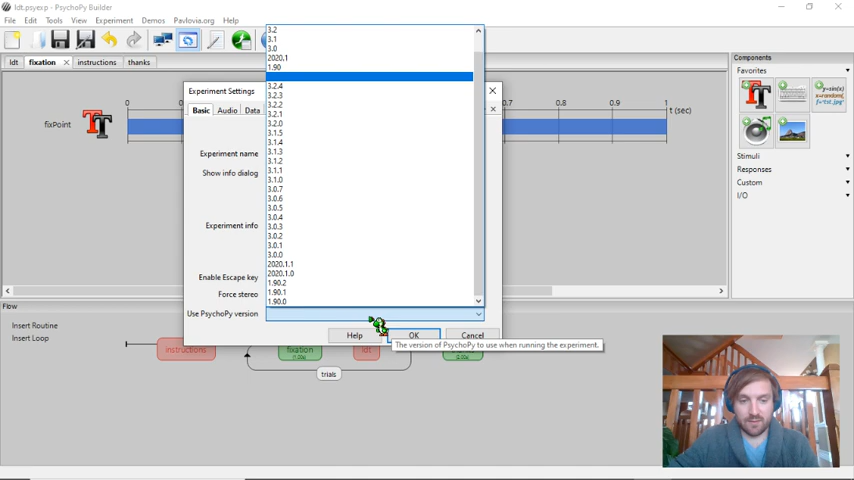 ldt.psyexp - PsychoPy Builder
File Edit Tools View Experiment Demos Pavlovia.org Help
ldt fixation instructions thanks
Experiment Settings
Basic Audio Data
Experiment name
Show info dialog
Experiment info
Enable Escape key
Force stereo
Use PsychoPy version
3.2
3.1
3.0
2020.1
1.90
3.2.4
3.2.3
3.2.2
3.2.1
3.2.0
3.1.5
3.1.4
3.1.3
3.1.2
3.1.1
3.1.0
3.0.7
3.0.6
3.0.5
3.0.4
3.0.3
3.0.2
3.0.1
3.0.0
2020.1.1
2020.1.0
1.90.2
1.90.1
1.90.0
Help OK Cancel
The version of PsychoPy to use when running the experiment.
fixPoint
0 0.7 0.8 0.9 1 t (sec)
Components
Favorites
Stimuli
Responses
Custom
I/O
Flow
Insert Routine
Insert Loop
instructions fixation ldt
trials